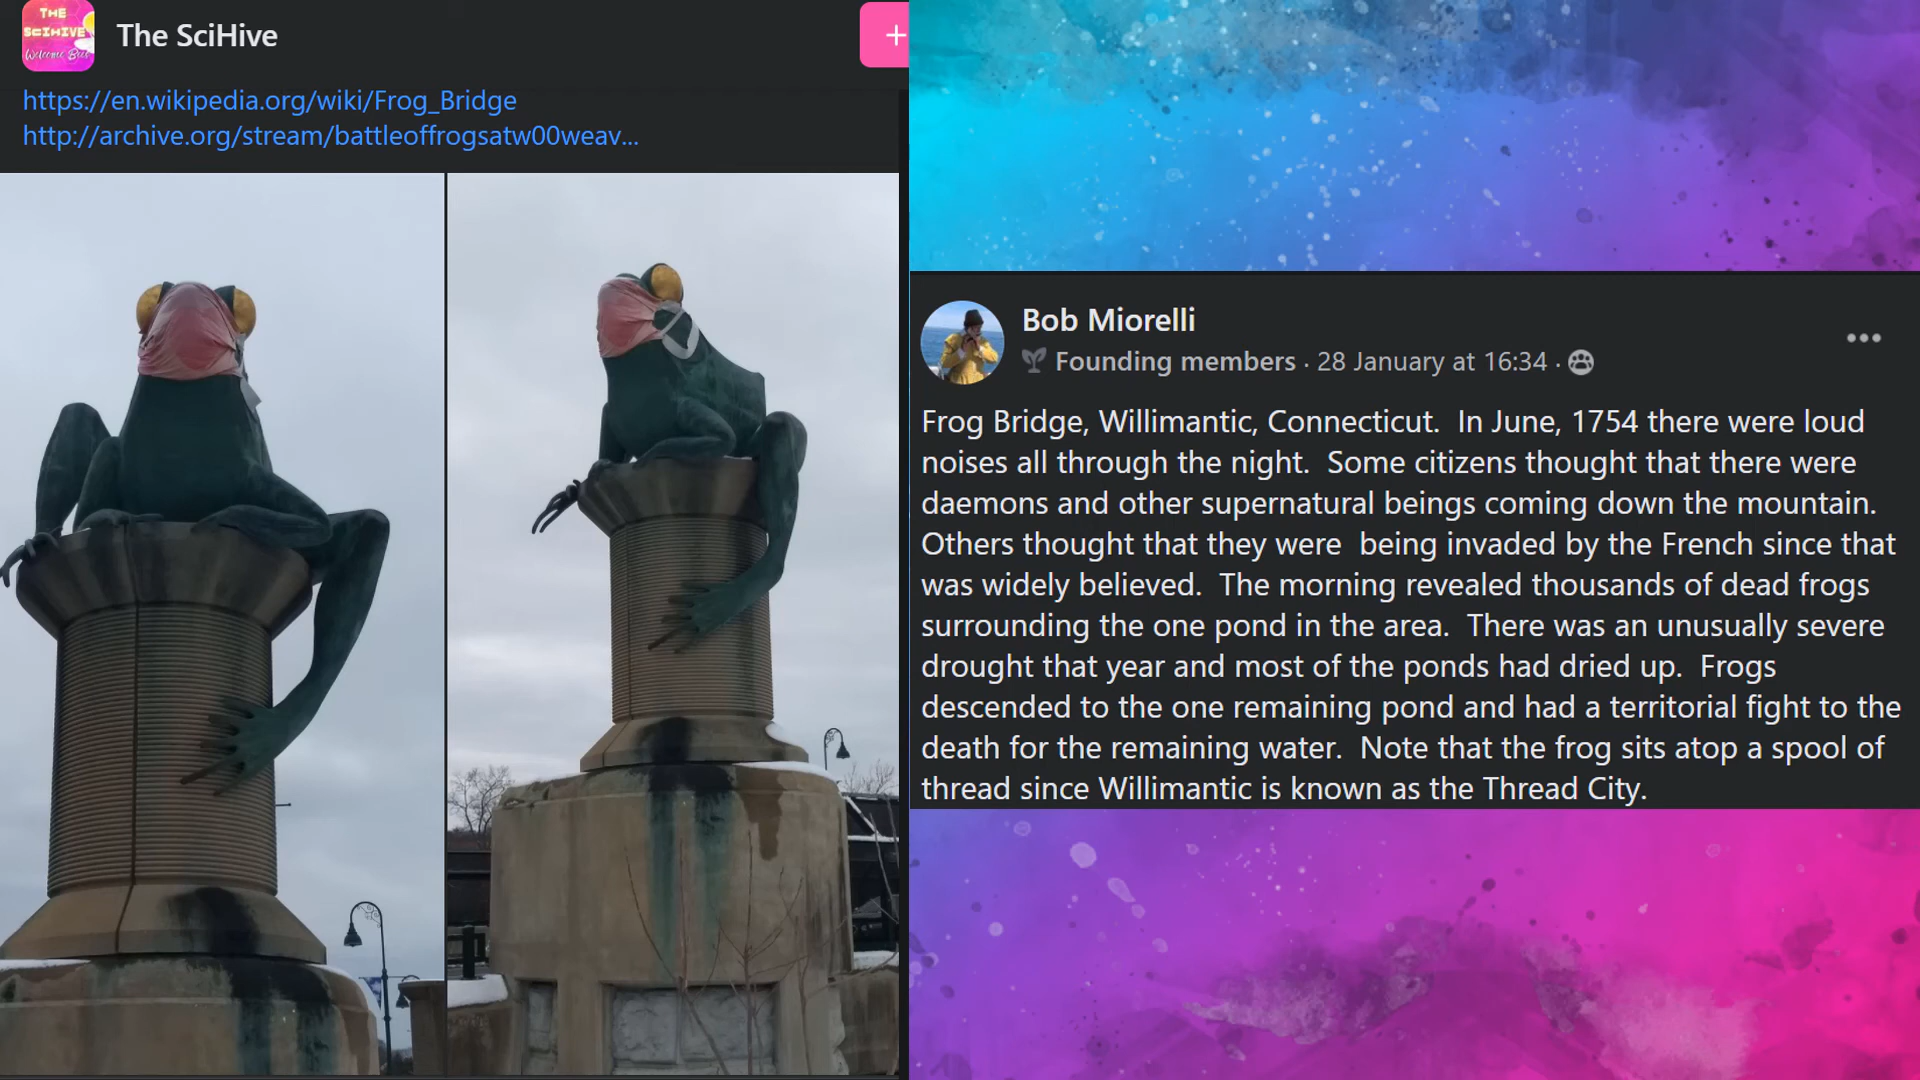 THE
SCIHIVE
Welcome Bees
The SciHive
+
https://en.wikipedia.org/wiki/Frog_Bridge
http://archive.org/stream/battleoffrogsatw00weav...
Bob Miorelli
Founding members · 28 January at 16:34 ·
Frog Bridge, Willimantic, Connecticut.  In June, 1754 there were loud
noises all through the night.  Some citizens thought that there were
daemons and other supernatural beings coming down the mountain.
Others thought that they were  being invaded by the French since that
was widely believed.  The morning revealed thousands of dead frogs
surrounding the one pond in the area.  There was an unusually severe
drought that year and most of the ponds had dried up.  Frogs
descended to the one remaining pond and had a territorial fight to the
death for the remaining water.  Note that the frog sits atop a spool of
thread since Willimantic is known as the Thread City.